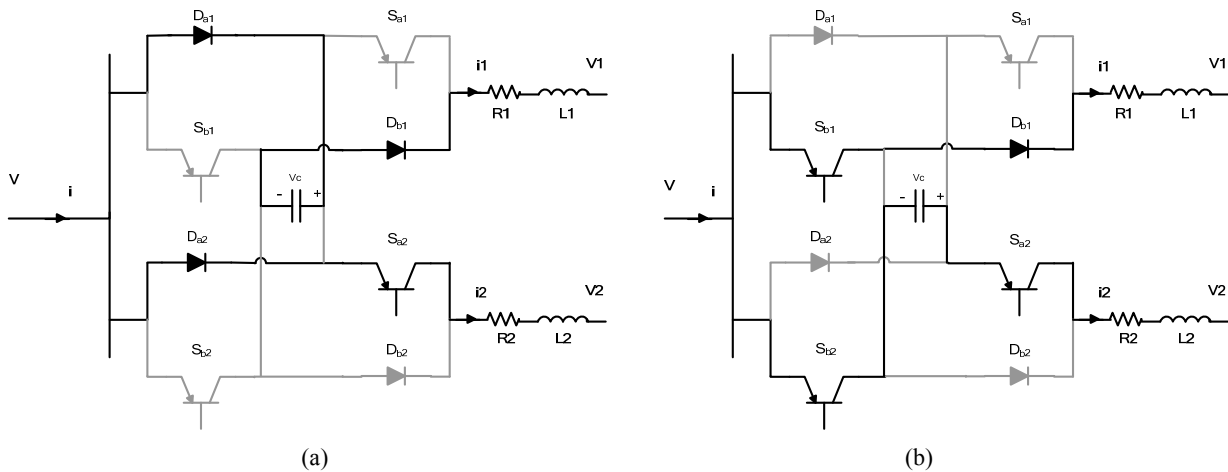 Da1
Sa1
i1
V1
R1
L1
Sb1
Db1
Vc
- +
V
i
Da2
Sa2
i2
V2
R2
L2
Sb2
Db2
(a)
Da1
Sa1
i1
V1
R1
L1
Sb1
Db1
Vc
- +
V
i
Da2
Sa2
i2
V2
R2
L2
Sb2
Db2
(b)